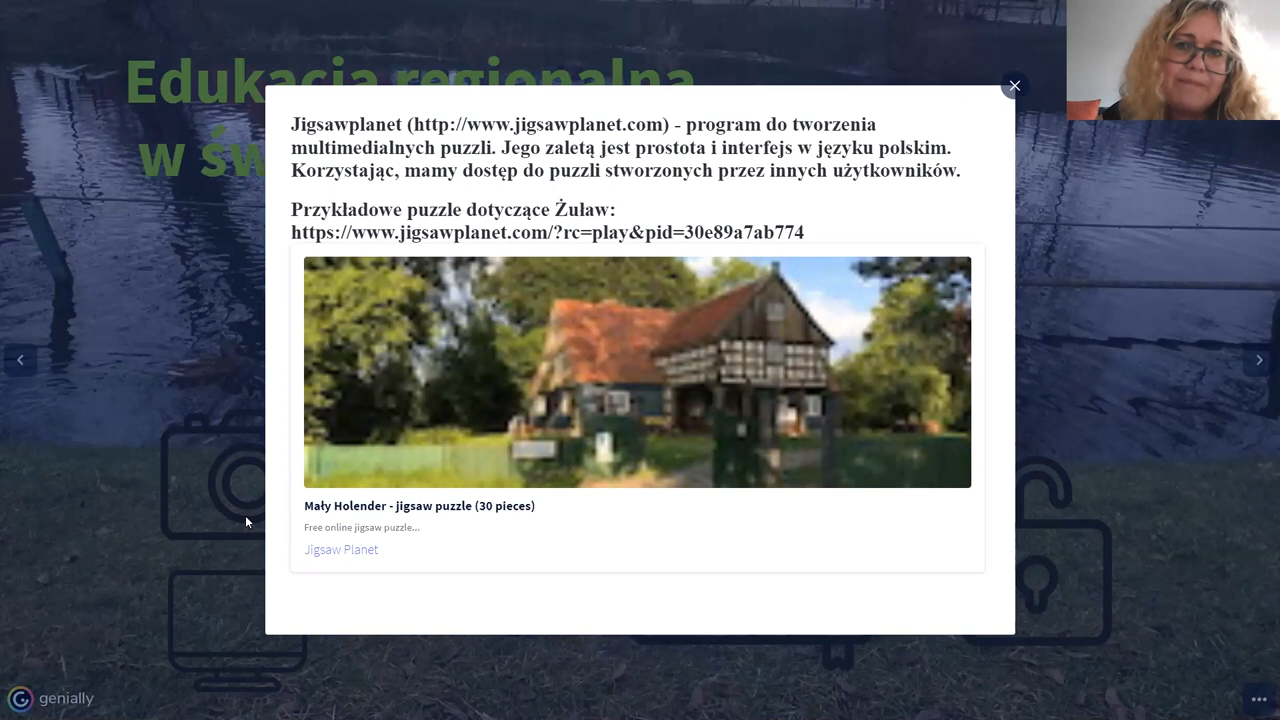 Edukacja regionalna
w św
Jigsawplanet (http://www.jigsawplanet.com) - program do tworzenia
multimedialnych puzzli. Jego zaletą jest prostota i interfejs w języku polskim.
Korzystając, mamy dostęp do puzzli stworzonych przez innych użytkowników.
Przykładowe puzzle dotyczące Żuław:
https://www.jigsawplanet.com/?rc=play&pid=30e89a7ab774
Mały Holender - jigsaw puzzle (30 pieces)
Free online jigsaw puzzle...
Jigsaw Planet
genially